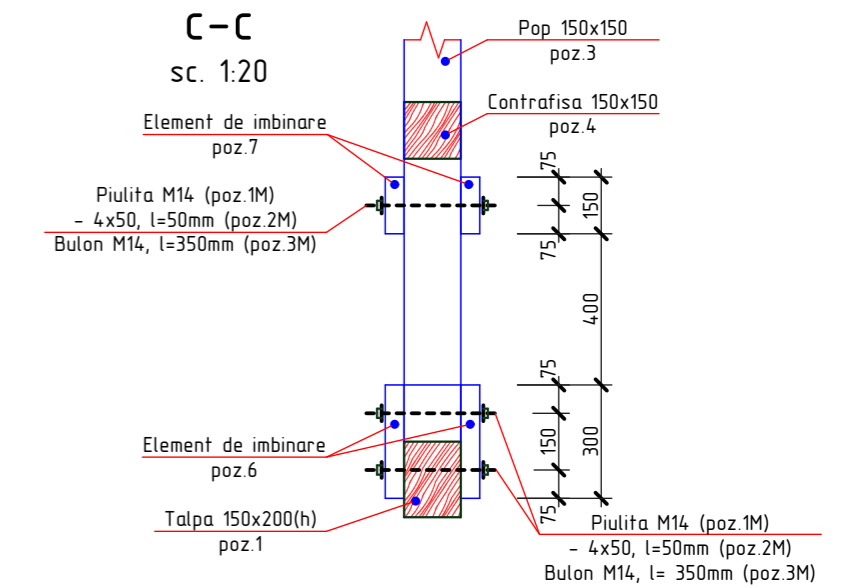 C-C
sc. 1:20
Pop 150x150
poz.3
Contrafisa 150x150
poz.4
Element de imbinare
poz.7
Piulita M14 (poz.1M)
- 4x50, l=50mm (poz.2M)
Bulon M14, l=350mm (poz.3M)
75
150
75
400
75
150
300
75
Element de imbinare
poz.6
Talpa 150x200(h)
poz.1
Piulita M14 (poz.1M)
- 4x50, l=50mm (poz.2M)
Bulon M14, l= 350mm (poz.3M)